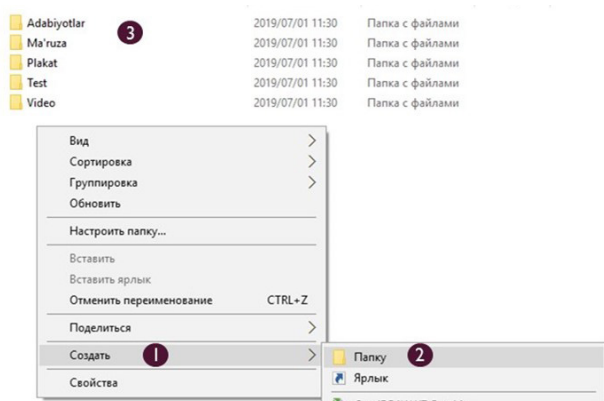 Adabiyotlar 2019/07/01 11:30 Папка с файлами
3
Ma'ruza 2019/07/01 11:30 Папка с файлами
Plakat 2019/07/01 11:30 Папка с файлами
Test 2019/07/01 11:30 Папка с файлами
Video 2019/07/01 11:30 Папка с файлами
Вид
Сортировка
Группировка
Обновить
Настроить папку...
Вставить
Вставить ярлык
Отменить переименование CTRL+Z
Поделиться
Создать 1 Папку 2
Ярлык
Свойства